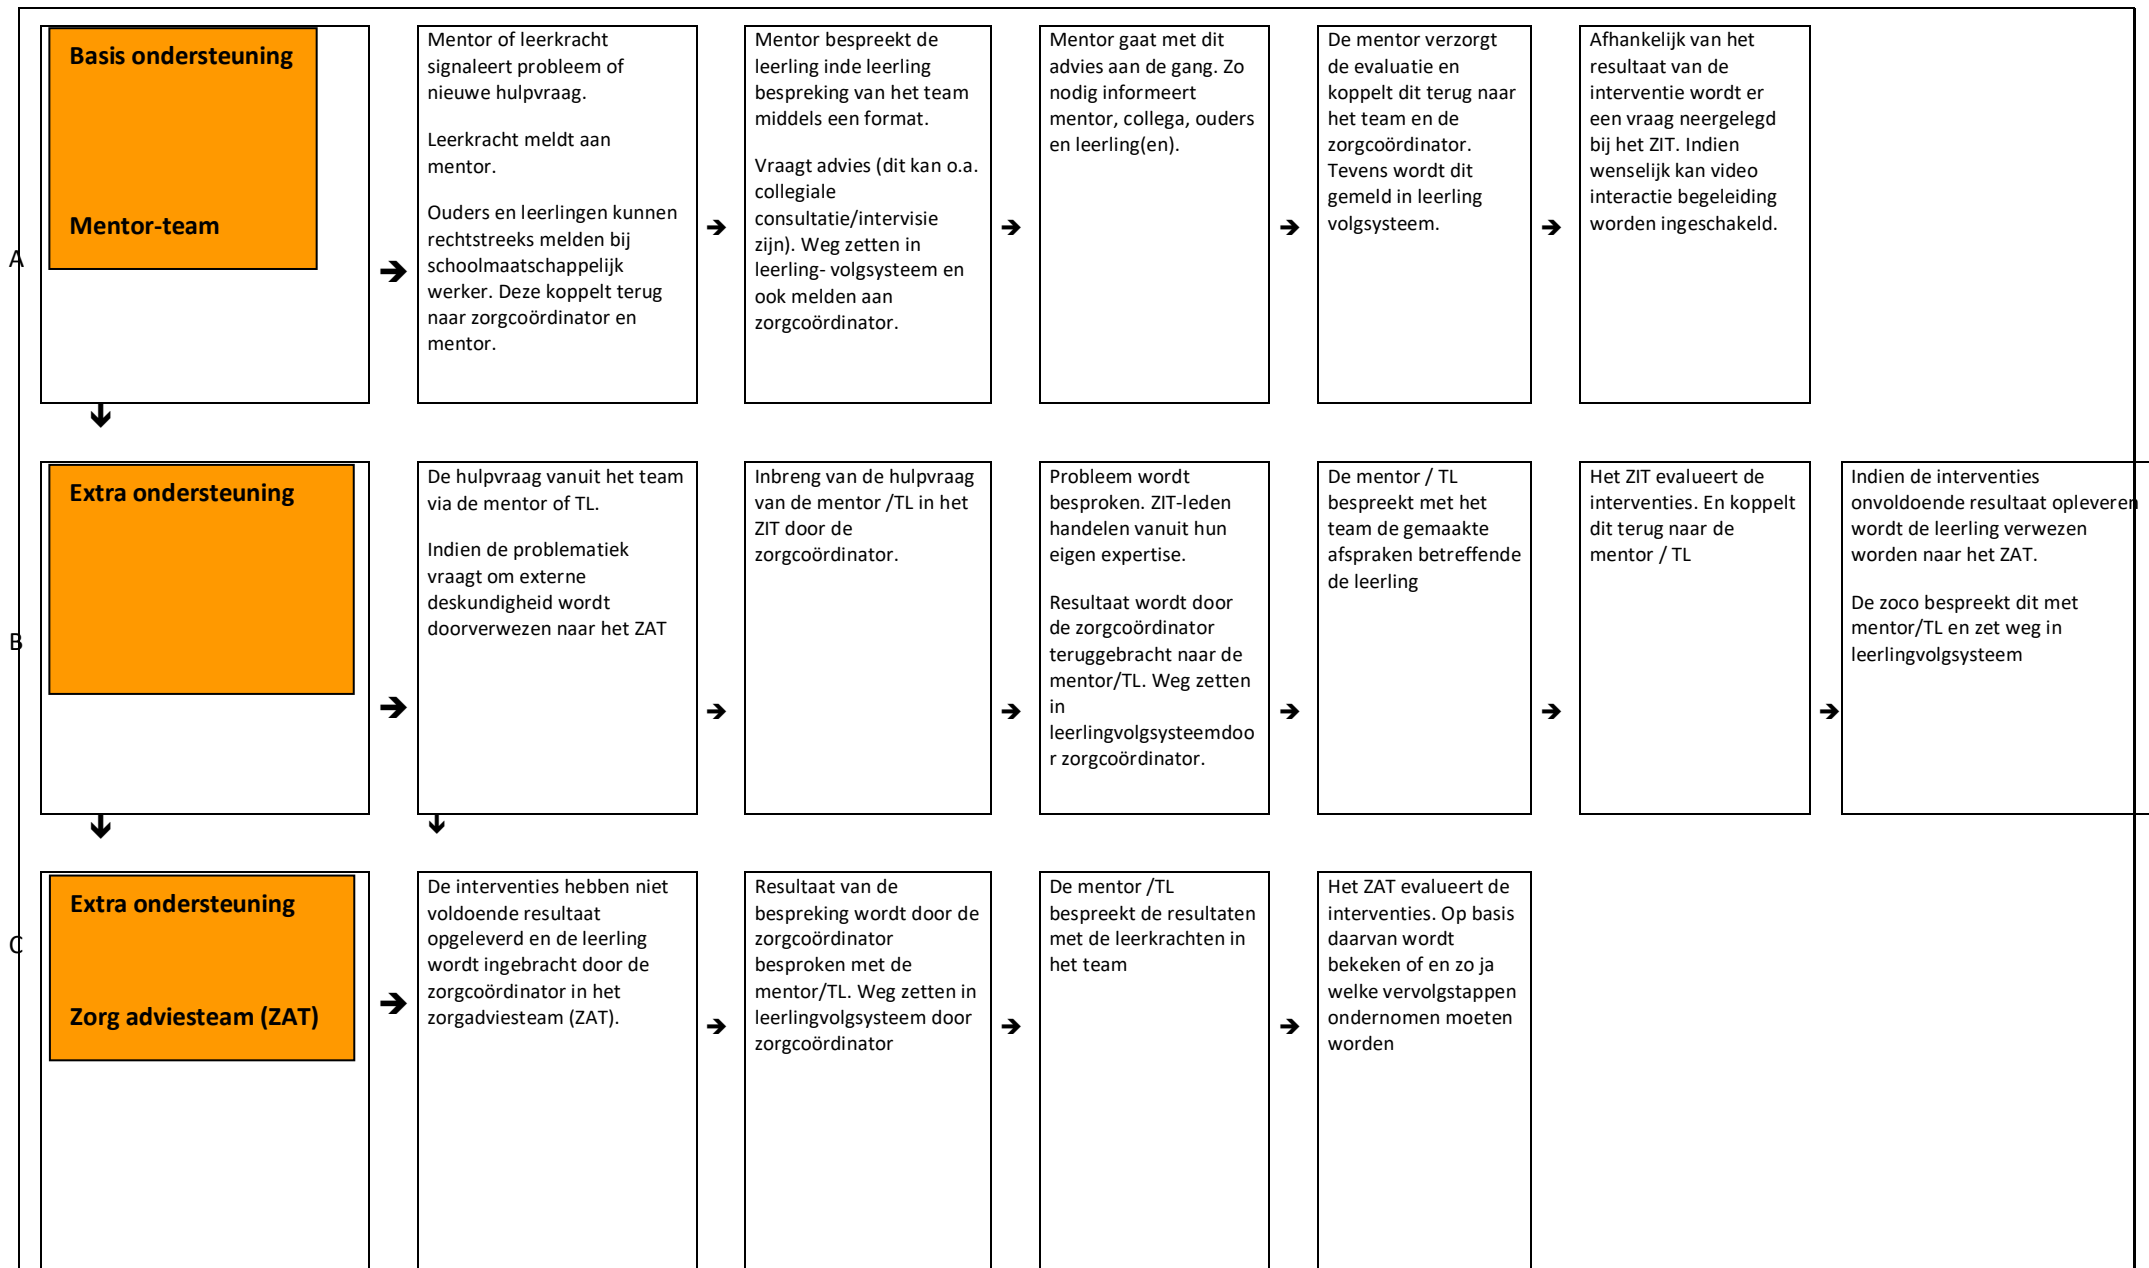 Basis ondersteuning
Mentor-team
A
Mentor of leerkracht
signaleert probleem of
nieuwe hulpvraag.
Leerkracht meldt aan
mentor.
Ouders en leerlingen kunnen
rechtstreeks melden bij
schoolmaatschappelijk
werker. Deze koppelt terug
naar zorgcoördinator en
mentor.
Mentor bespreekt de
leerling inde leerling
bespreking van het team
middels een format.
Vraagt advies (dit kan o.a.
collegiale
consultatie/intervisie
zijn). Weg zetten in
leerling- volgsysteem en
ook melden aan
zorgcoördinator.
Mentor gaat met dit
advies aan de gang. Zo
nodig informeert
mentor, collega, ouders
en leerling(en).
De mentor verzorgt
de evaluatie en
koppelt dit terug naar
het team en de
zorgcoördinator.
Tevens wordt dit
gemeld in leerling
volgsysteem.
Afhankelijk van het
resultaat van de
interventie wordt er
een vraag neergelegd
bij het ZIT. Indien
wenselijk kan video
interactie begeleiding
worden ingeschakeld.
Extra ondersteuning
B
De hulpvraag vanuit het team
via de mentor of TL.
Indien de problematiek
vraagt om externe
deskundigheid wordt
doorverwezen naar het ZAT
Inbreng van de hulpvraag
van de mentor /TL in het
ZIT door de
zorgcoördinator.
Probleem wordt
besproken. ZIT-leden
handelen vanuit hun
eigen expertise.
Resultaat wordt door
de zorgcoördinator
teruggebracht naar de
mentor/TL. Weg zetten
in
leerlingvolgsysteemdoo
r zorgcoördinator.
De mentor / TL
bespreekt met het
team de gemaakte
afspraken betreffende
de leerling
Het ZIT evalueert de
interventies. En koppelt
dit terug naar de
mentor / TL
Indien de interventies
onvoldoende resultaat opleveren
wordt de leerling verwezen
worden naar het ZAT.
De zoco bespreekt dit met
mentor/TL en zet weg in
leerlingvolgsysteem
Extra ondersteuning
Zorg adviesteam (ZAT)
C
De interventies hebben niet
voldoende resultaat
opgeleverd en de leerling
wordt ingebracht door de
zorgcoördinator in het
zorgadviesteam (ZAT).
Resultaat van de
bespreking wordt door de
zorgcoördinator
besproken met de
mentor/TL. Weg zetten in
leerlingvolgsysteem door
zorgcoördinator
De mentor /TL
bespreekt de resultaten
met de leerkrachten in
het team
Het ZAT evalueert de
interventies. Op basis
daarvan wordt
bekeken of en zo ja
welke vervolgstappen
ondernomen moeten
worden